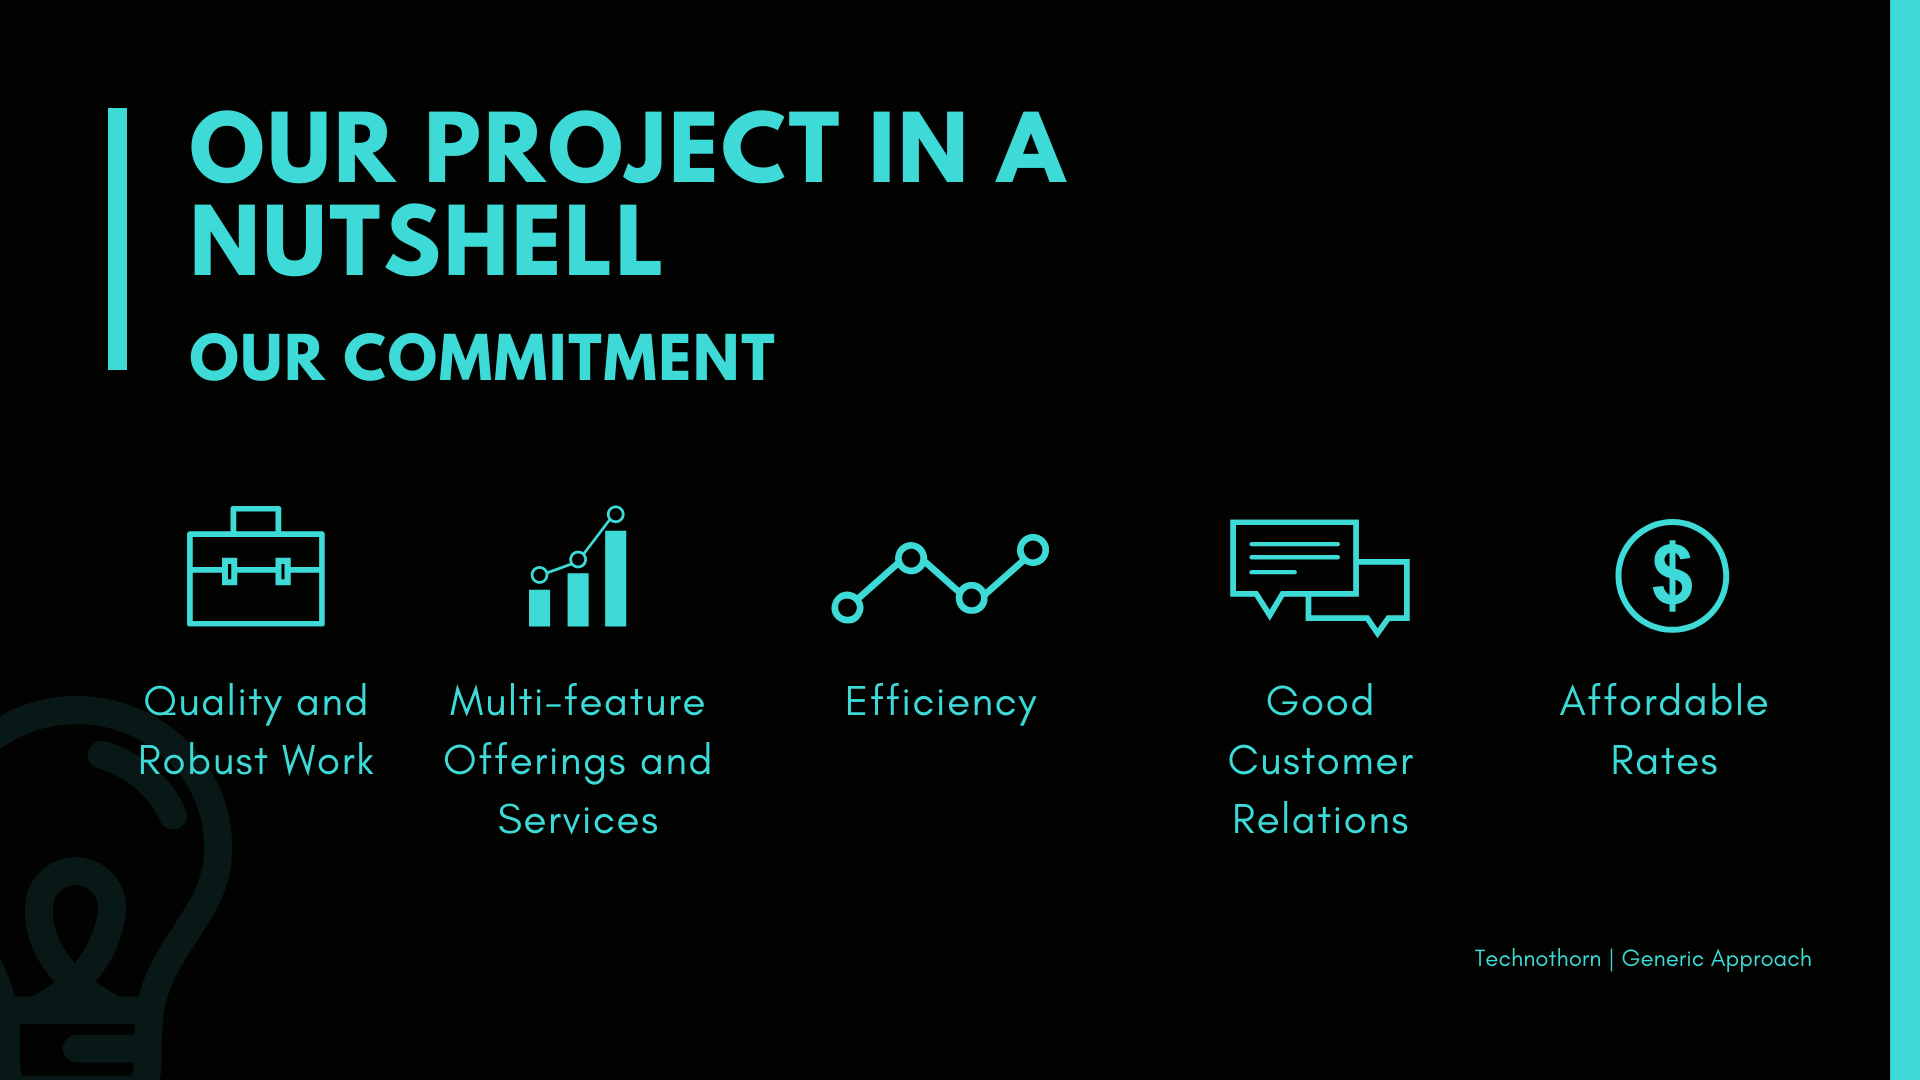 OUR PROJECT IN A
NUTSHELL
OUR COMMITMENT
Quality and
Robust Work
Multi-feature
Offerings and
Services
Efficiency
Good
Customer
Relations
$
Affordable
Rates
Technothorn | Generic Approach